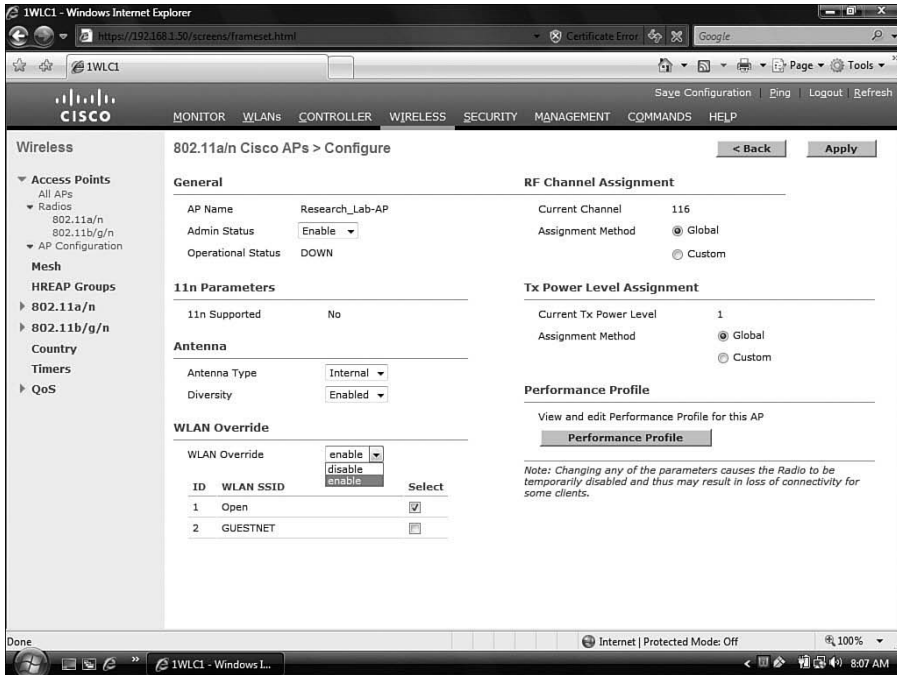 1WLC1 - Windows Internet Explorer
https://192.168.1.50/screens/frameset.html
Certificate Error
Google
1WLC1
Page
Tools
Save Configuration | Ping | Logout | Refresh
CISCO
MONITOR WLANs CONTROLLER WIRELESS SECURITY MANAGEMENT COMMANDS HELP
Wireless
Access Points
All APs
Radios
802.11a/n
802.11b/g/n
AP Configuration
Mesh
HREAP Groups
802.11a/n
802.11b/g/n
Country
Timers
QoS
802.11a/n Cisco APs > Configure
< Back
Apply
General
AP Name Research_Lab-AP
Admin Status Enable
Operational Status DOWN
11n Parameters
11n Supported No
Antenna
Antenna Type Internal
Diversity Enabled
WLAN Override
WLAN Override enable
disable
enable
ID WLAN SSID Select
1 Open
2 GUESTNET
RF Channel Assignment
Current Channel 116
Assignment Method Global
Custom
Tx Power Level Assignment
Current Tx Power Level 1
Assignment Method Global
Custom
Performance Profile
View and edit Performance Profile for this AP
Performance Profile
Note: Changing any of the parameters causes the Radio to be
temporarily disabled and thus may result in loss of connectivity for
some clients.
Done
Internet | Protected Mode: Off
100%
1WLC1 - Windows I...
8:07 AM